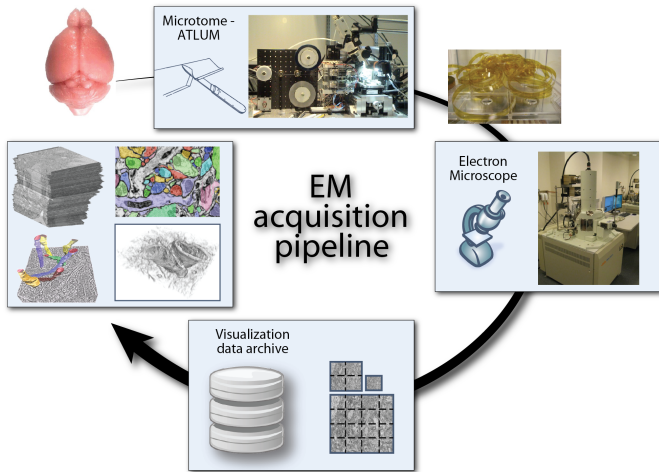 Microtome -
ATLUM
Electron
Microscope
EM
acquisition
pipeline
Visualization
data archive